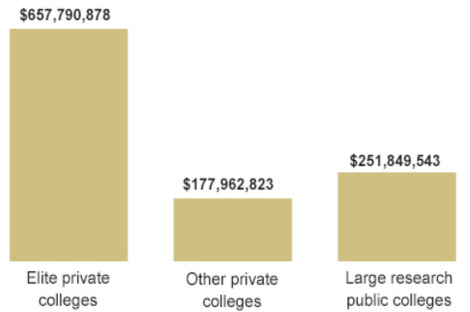 $657,790,878
$251,849,543
$177,962,823
Elite private
colleges
Other private
colleges
Large research
public colleges